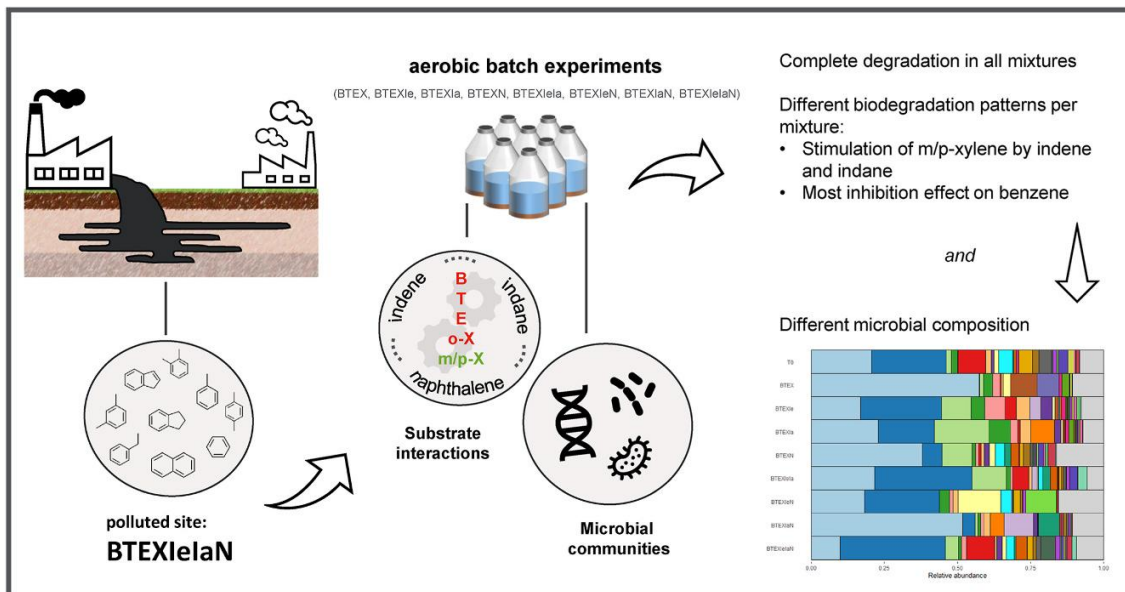 aerobic batch experiments
(BTEX, BTEXIe, BTEXIa, BTEXN, BTEXIeIa, BTEXIeN, BTEXIaN, BTEXIeIaN)
indene
indane
naphthalene
B
T
E
o-X
m/p-X
Substrate
interactions
Microbial
communities
polluted site:
BTEXIeIaN
Complete degradation in all mixtures
Different biodegradation patterns per
mixture:
• Stimulation of m/p-xylene by indene
and indane
• Most inhibition effect on benzene
and
Different microbial composition
T0
BTEX
BTEXIe
BTEXIa
BTEXN
BTEXIeIa
BTEXIeN
BTEXIaN
BTEXIeIaN
0.00 0.25 0.50 0.75 1.00
Relative abundance